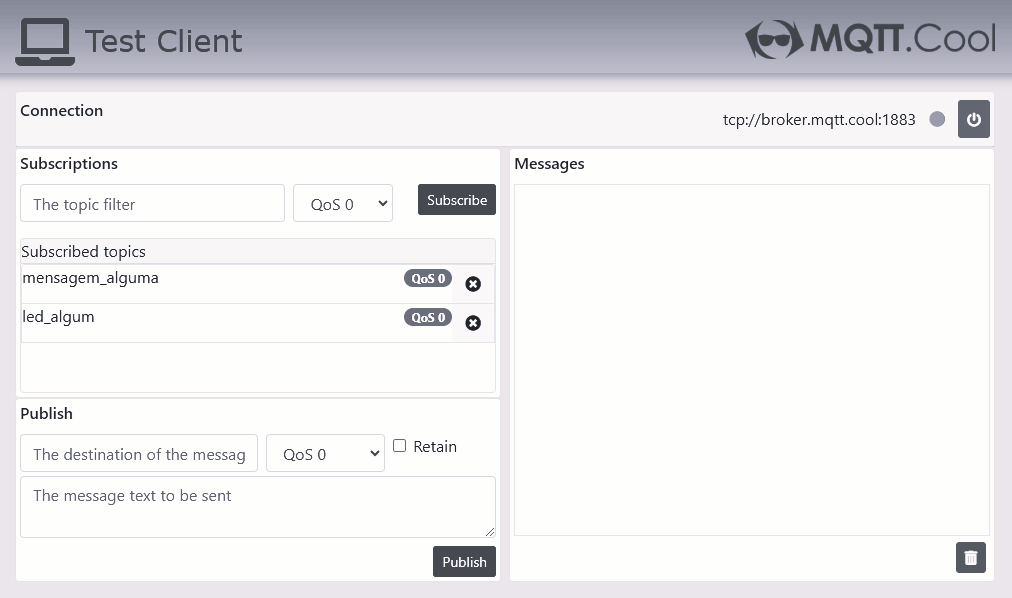 Test Client
MQTT.Cool
Connection
tcp://broker.mqtt.cool:1883
Subscriptions
The topic filter
QoS 0
Subscribe
Subscribed topics
mensagem_alguma
QoS 0
led_algum
QoS 0
Publish
The destination of the messag
QoS 0
Retain
The message text to be sent
Publish
Messages